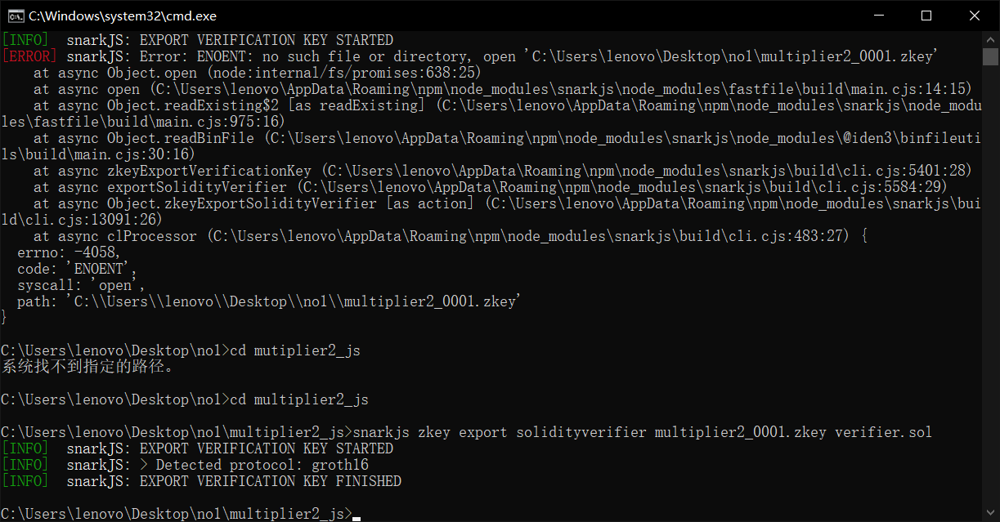 C:\Windows\system32\cmd.exe
[INFO]  snarkJS: EXPORT VERIFICATION KEY STARTED
[ERROR] snarkJS: Error: ENOENT: no such file or directory, open 'C:\Users\lenovo\Desktop\no1\multiplier2_0001.zkey'
    at async Object.open (node:internal/fs/promises:638:25)
    at async open (C:\Users\lenovo\AppData\Roaming\npm\node_modules\snarkjs\node_modules\fastfile\build\main.cjs:14:15)
    at async Object.readExisting$2 [as readExisting] (C:\Users\lenovo\AppData\Roaming\npm\node_modules\snarkjs\node_modu
les\fastfile\build\main.cjs:975:16)
    at async Object.readBinFile (C:\Users\lenovo\AppData\Roaming\npm\node_modules\snarkjs\node_modules\@iden3\binfileuti
ls\build\main.cjs:30:16)
    at async zkeyExportVerificationKey (C:\Users\lenovo\AppData\Roaming\npm\node_modules\snarkjs\build\cli.cjs:5401:28)
    at async exportSolidityVerifier (C:\Users\lenovo\AppData\Roaming\npm\node_modules\snarkjs\build\cli.cjs:5584:29)
    at async Object.zkeyExportSolidityVerifier [as action] (C:\Users\lenovo\AppData\Roaming\npm\node_modules\snarkjs\bui
ld\cli.cjs:13091:26)
    at async clProcessor (C:\Users\lenovo\AppData\Roaming\npm\node_modules\snarkjs\build\cli.cjs:483:27) {
  errno: -4058,
  code: 'ENOENT',
  syscall: 'open',
  path: 'C:\\Users\\lenovo\\Desktop\\no1\\multiplier2_0001.zkey'
}
C:\Users\lenovo\Desktop\no1>cd mutiplier2_js
系统找不到指定的路径。
C:\Users\lenovo\Desktop\no1>cd multiplier2_js
C:\Users\lenovo\Desktop\no1\multiplier2_js>snarkjs zkey export solidityverifier multiplier2_0001.zkey verifier.sol
[INFO]  snarkJS: EXPORT VERIFICATION KEY STARTED
[INFO]  snarkJS: > Detected protocol: groth16
[INFO]  snarkJS: EXPORT VERIFICATION KEY FINISHED
C:\Users\lenovo\Desktop\no1\multiplier2_js>